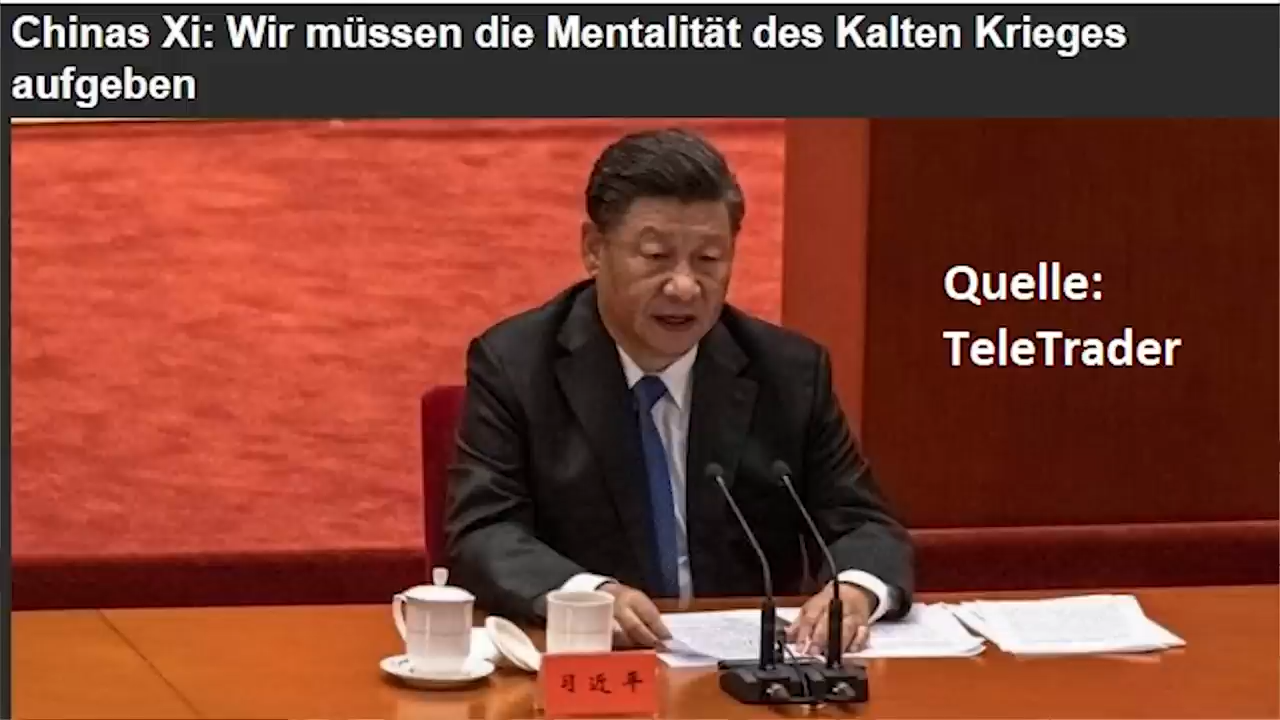 Chinas Xi: Wir müssen die Mentalität des Kalten Krieges
aufgeben
Quelle:
TeleTrader
习近平